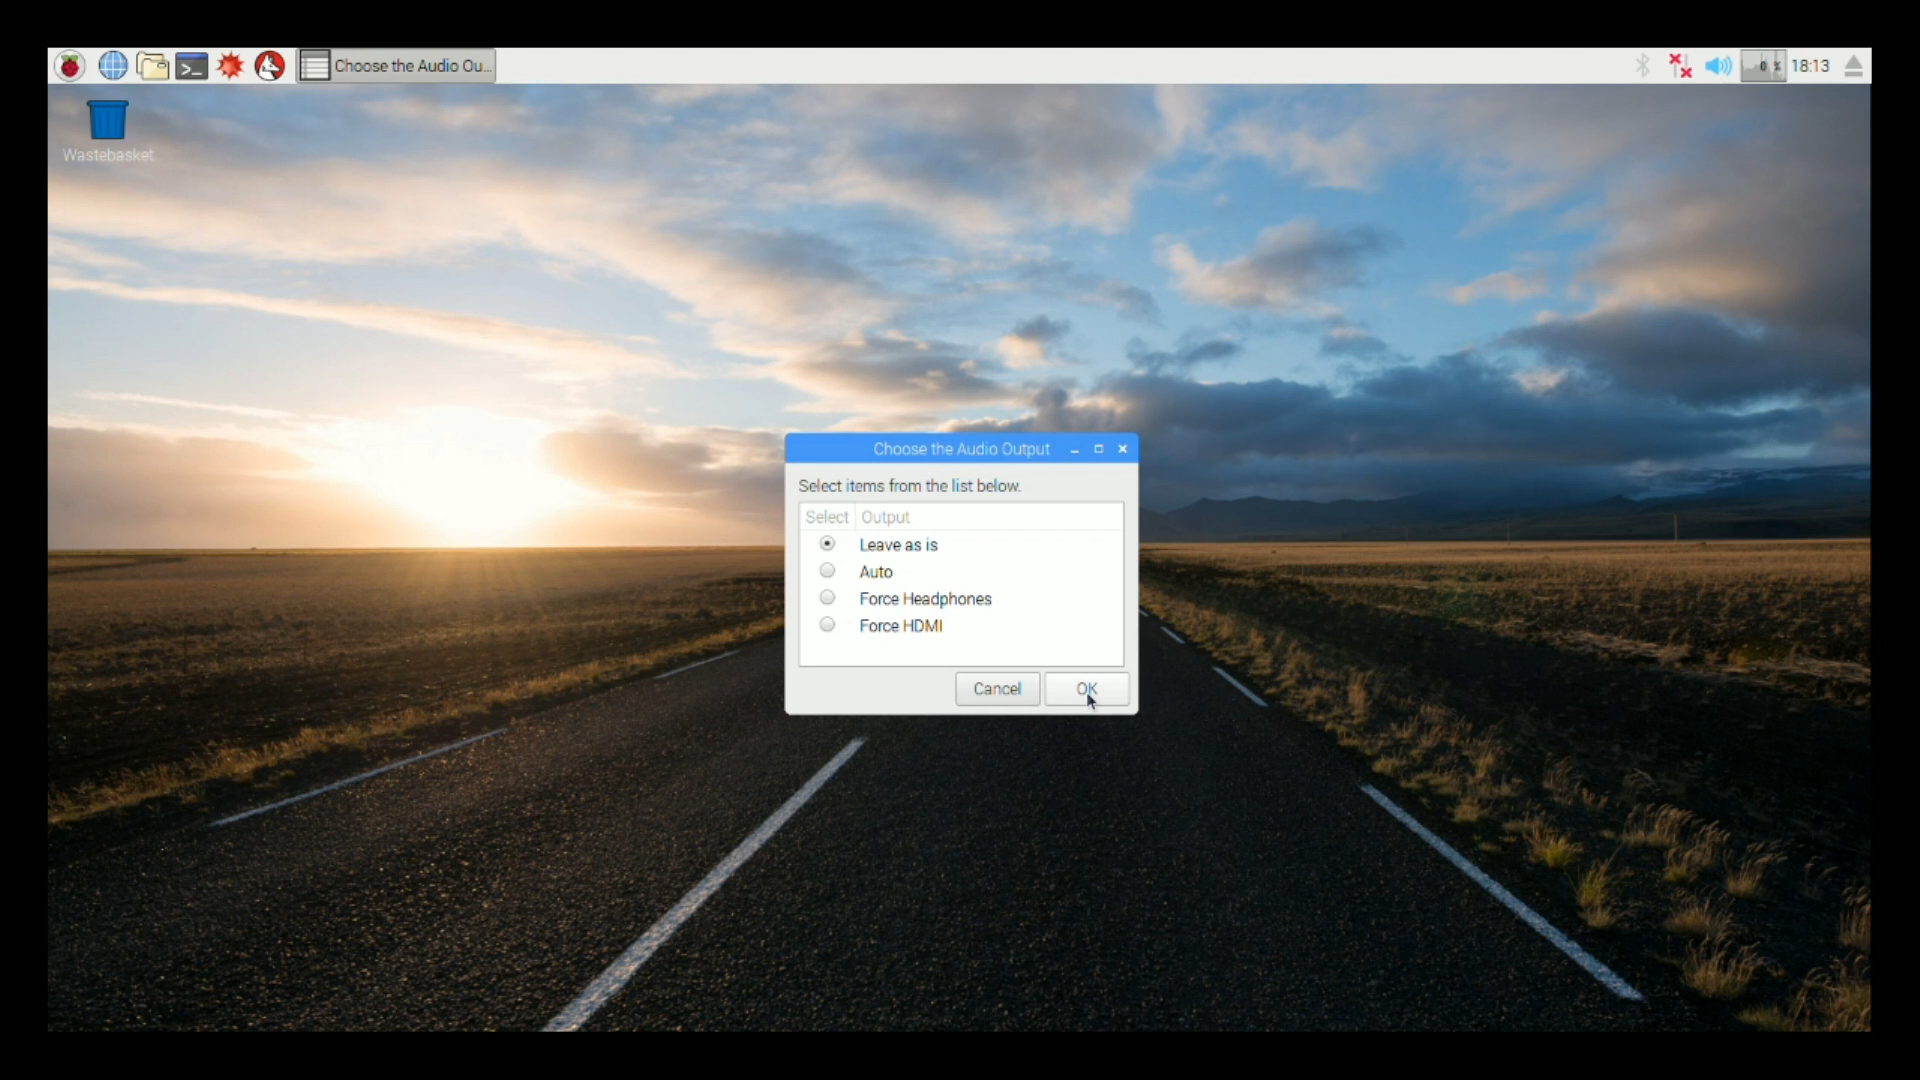 Choose the Audio Ou...
0 %
18:13
Wastebasket
Choose the Audio Output
Select items from the list below.
Select Output
Leave as is
Auto
Force Headphones
Force HDMI
Cancel OK